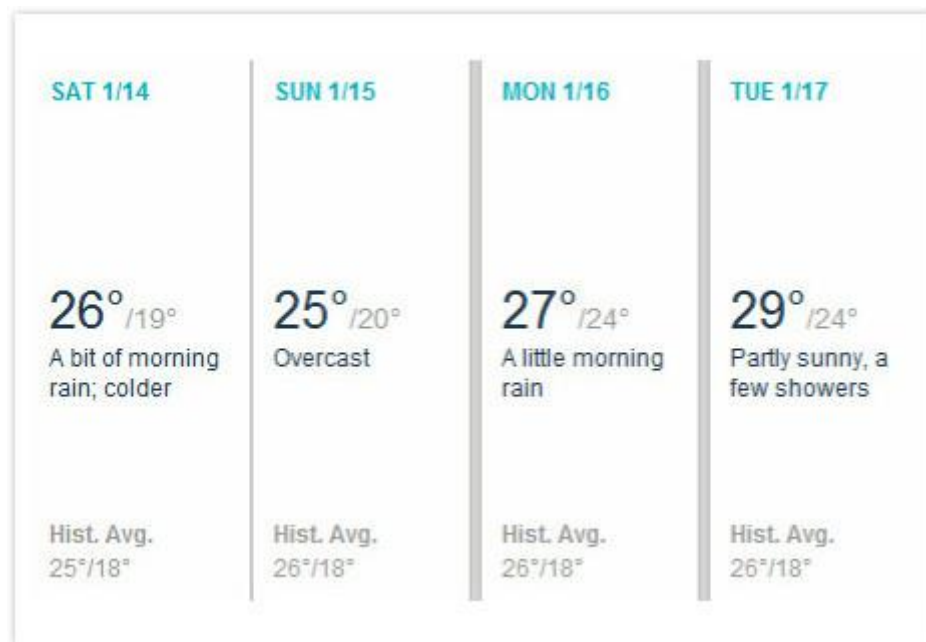 SAT 1/14
26°/19°
A bit of morning
rain; colder
Hist. Avg.
25°/18°
SUN 1/15
25°/20°
Overcast
Hist. Avg.
26°/18°
MON 1/16
27°/24°
A little morning
rain
Hist. Avg.
26°/18°
TUE 1/17
29°/24°
Partly sunny, a
few showers
Hist. Avg.
26°/18°